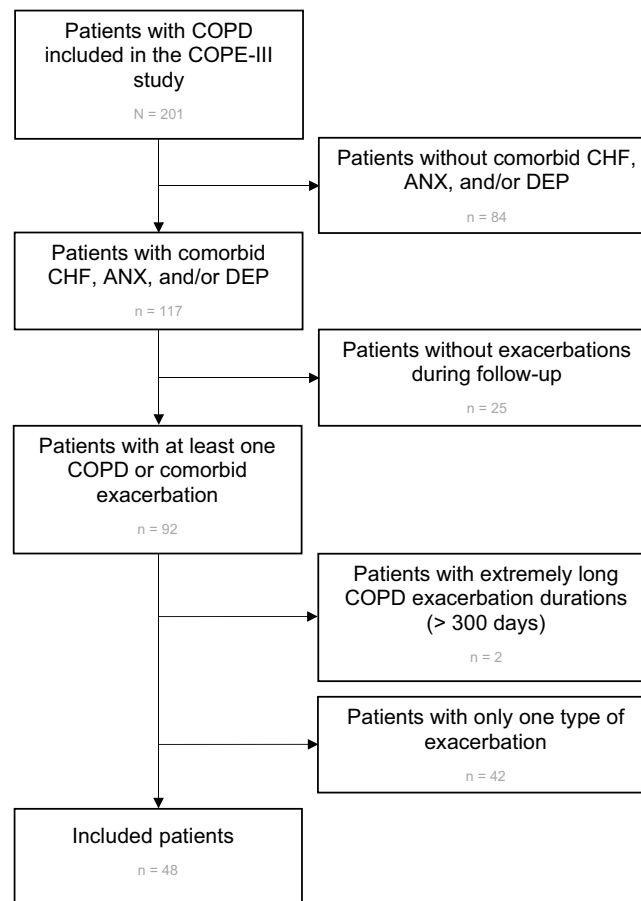 Patients with COPD
included in the COPE-III
study
N = 201
Patients without comorbid CHF,
ANX, and/or DEP
n = 84
Patients with comorbid
CHF, ANX, and/or DEP
n = 117
Patients without exacerbations
during follow-up
n = 25
Patients with at least one
COPD or comorbid
exacerbation
n = 92
Patients with extremely long
COPD exacerbation durations
(> 300 days)
n = 2
Patients with only one type of
exacerbation
n = 42
Included patients
n = 48